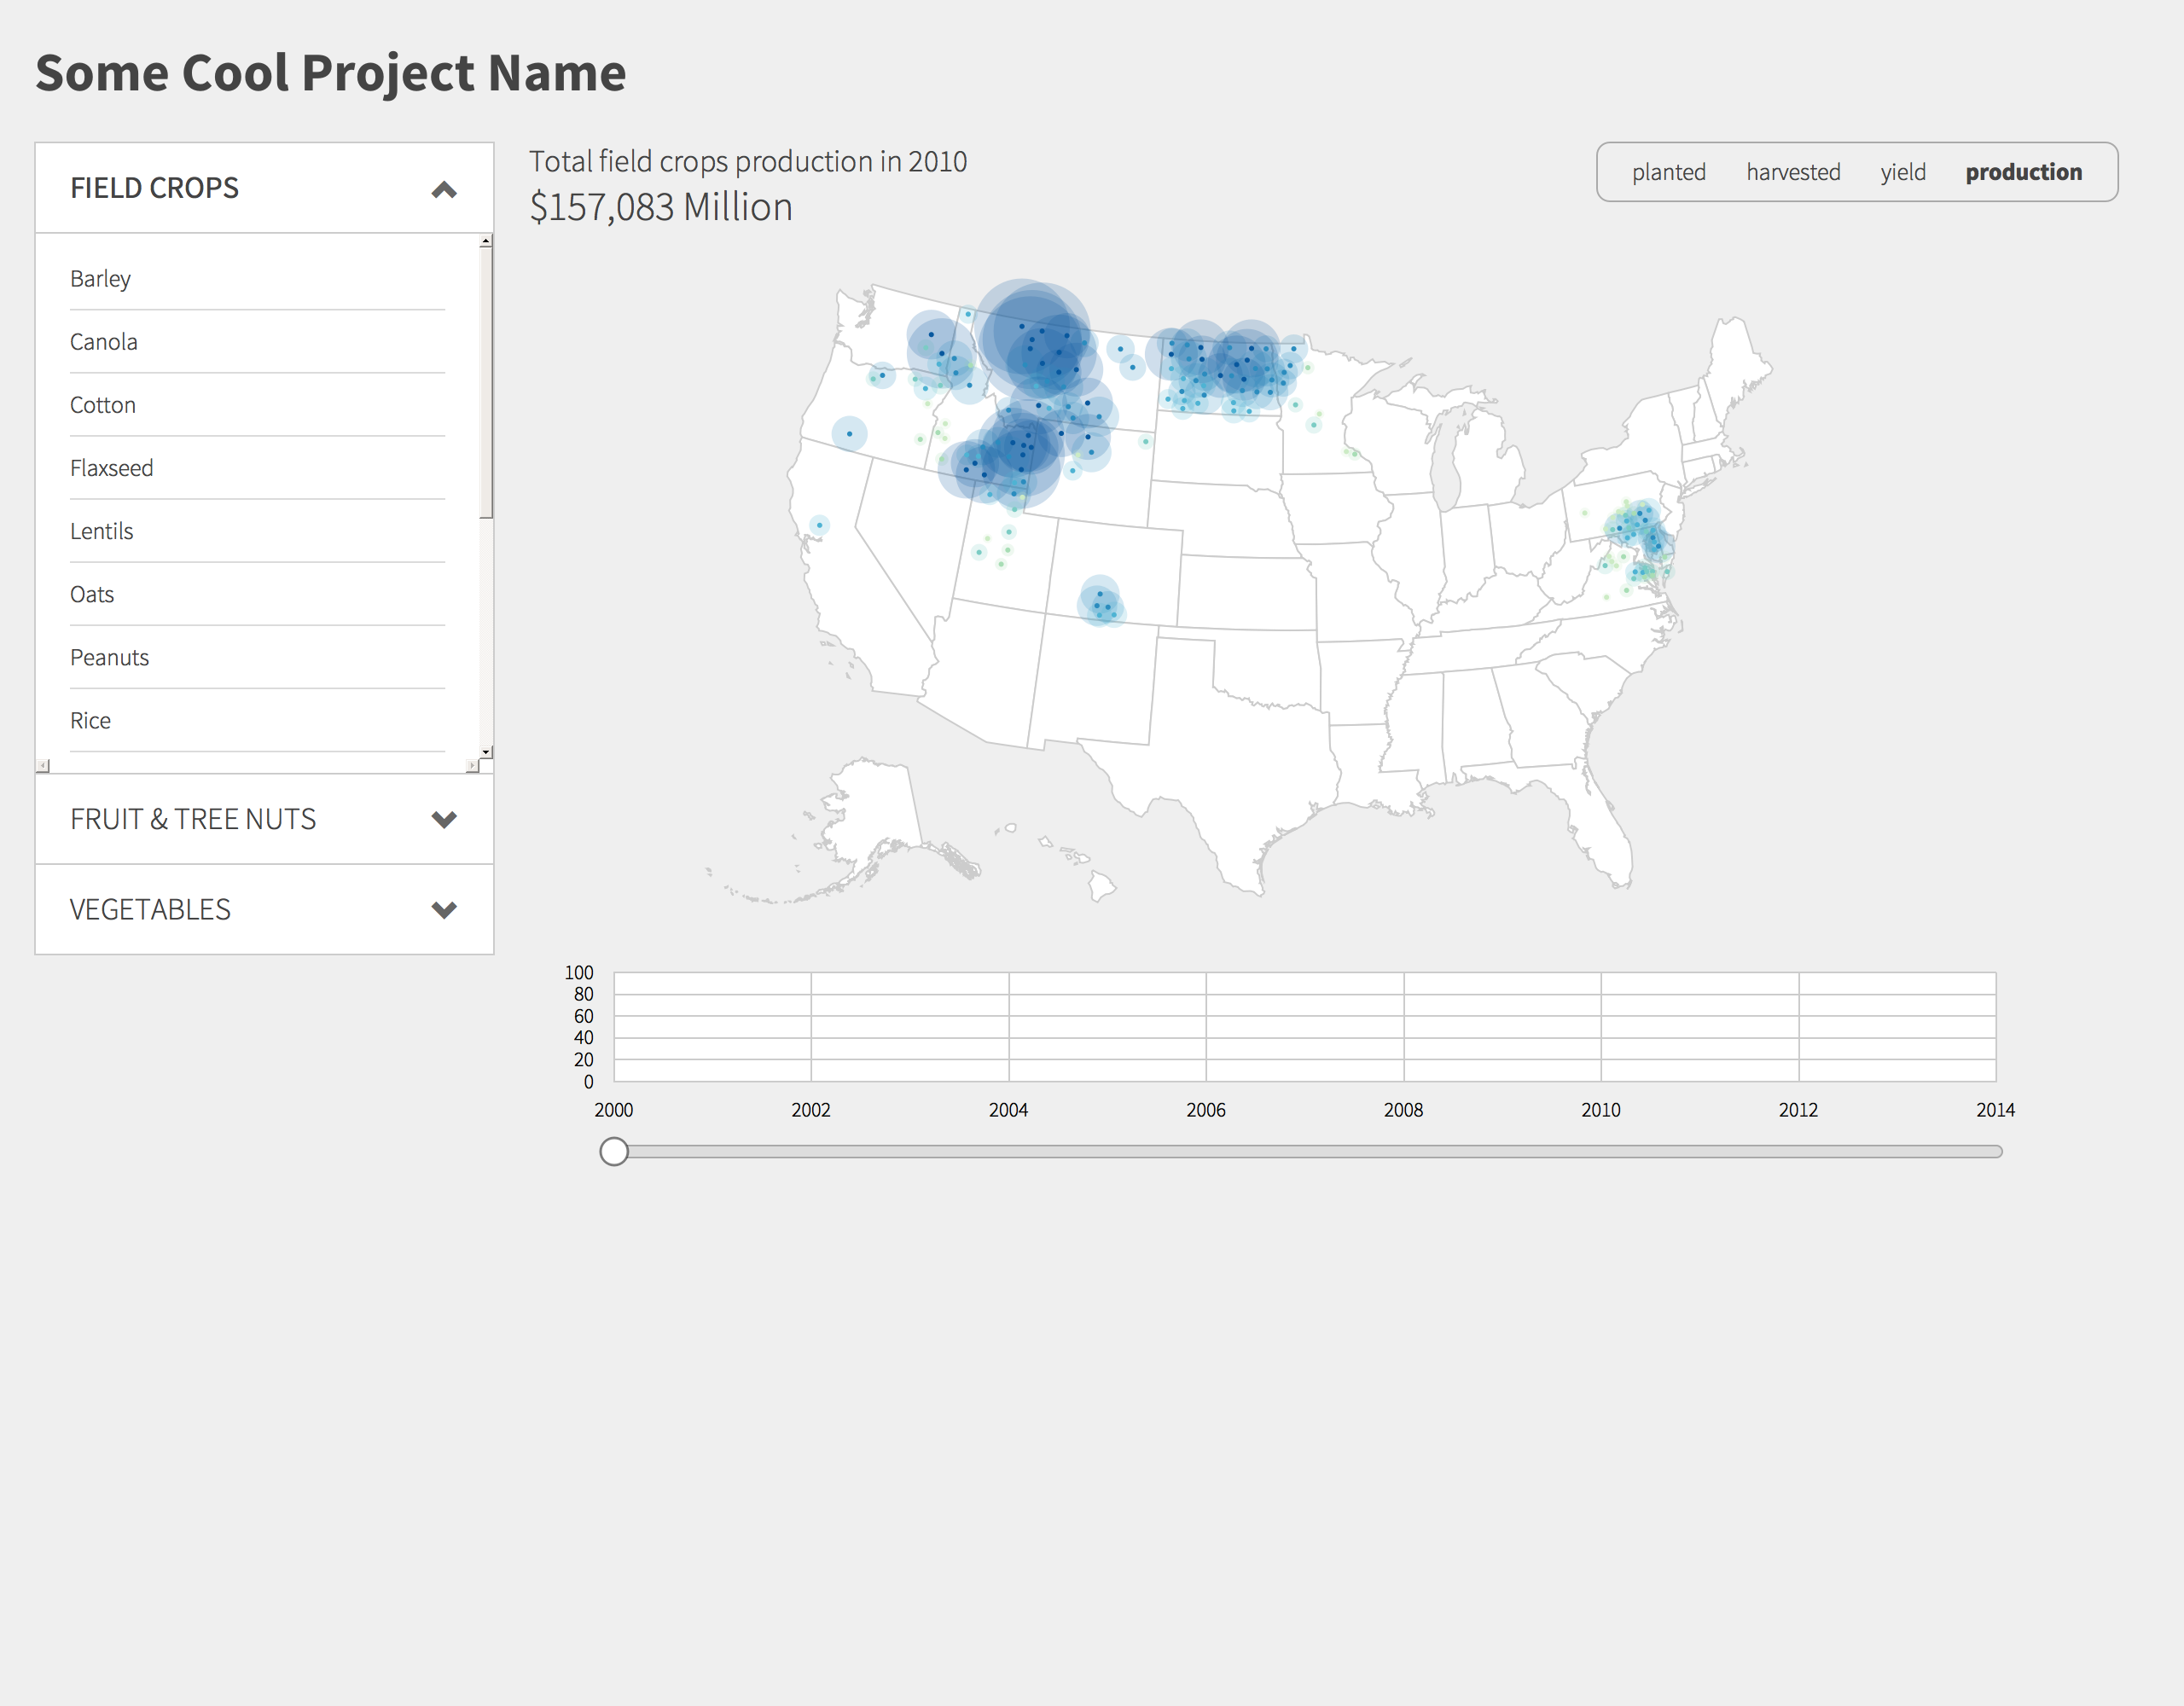 Some Cool Project Name
FIELD CROPS
Barley
Canola
Cotton
Flaxseed
Lentils
Oats
Peanuts
Rice
FRUIT & TREE NUTS
VEGETABLES
Total field crops production in 2010
$157,083 Million
planted harvested yield production
100
80
60
40
20
0
2000 2002 2004 2006 2008 2010 2012 2014